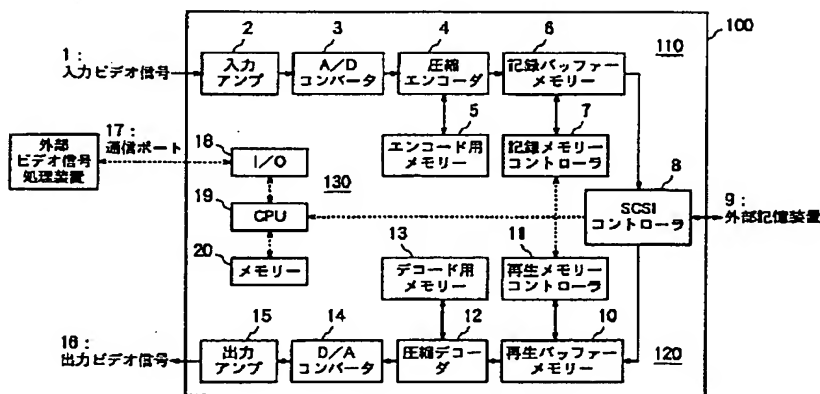 100
110
2
3
4
6
1:
入力ビデオ信号
入力
アンプ
A/D
コンバータ
圧縮
エンコーダ
記録バッファー
メモリー
17:
通信ポート
18
5
7
8
外部
ビデオ信号
処理装置
I/O
130
エンコード用
メモリー
記録メモリー
コントローラ
9:
外部記憶装置
19
CPU
SCSI
コントローラ
20
メモリー
13
11
デコード用
メモリー
再生メモリー
コントローラ
15
14
12
10
16:
出力ビデオ信号
出力
アンプ
D/A
コンバータ
圧縮デコー
ダ
再生バッファー
メモリー
120